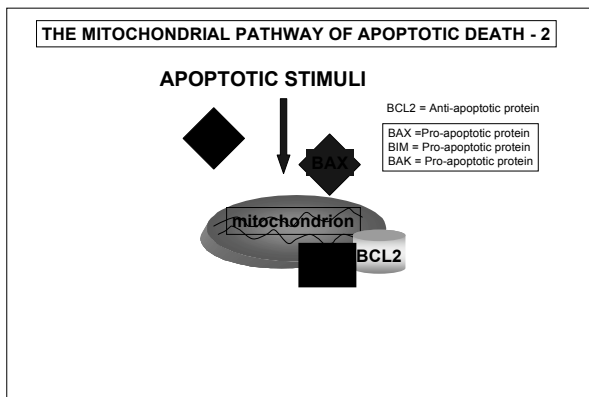 THE MITOCHONDRIAL PATHWAY OF APOPTOTIC DEATH - 2
APOPTOTIC STIMULI
BCL2 = Anti-apoptotic protein
BAX =Pro-apoptotic protein
BIM = Pro-apoptotic protein
BAK = Pro-apoptotic protein
BAX
mitochondrion
BCL2